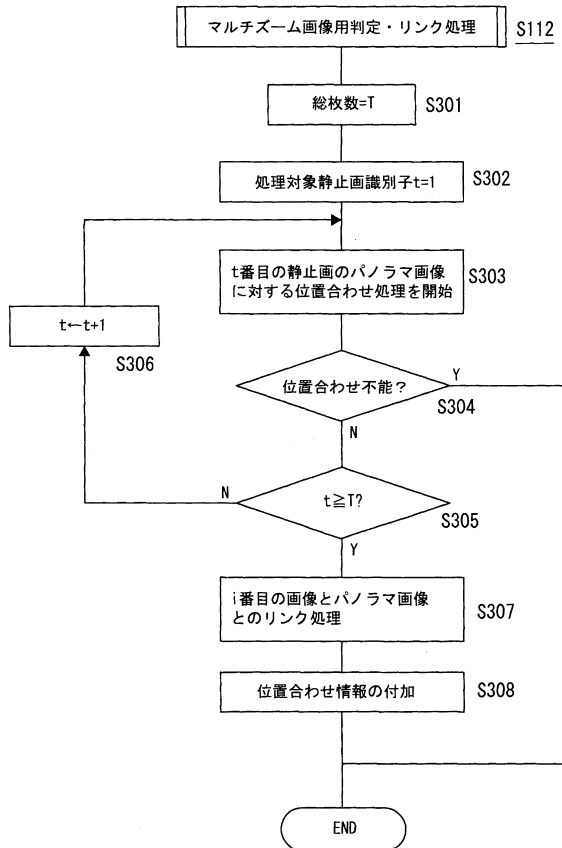 マルチズーム画像用判定・リンク処理
S112
総枚数=T
S301
処理対象静止画識別子t=1
S302
t番目の静止画のパノラマ画像
に対する位置合わせ処理を開始
S303
t←t+1
S306
位置合わせ不能？
Y
S304
N
t≧T?
N
S305
Y
i番目の画像とパノラマ画像
とのリンク処理
S307
位置合わせ情報の付加
S308
END